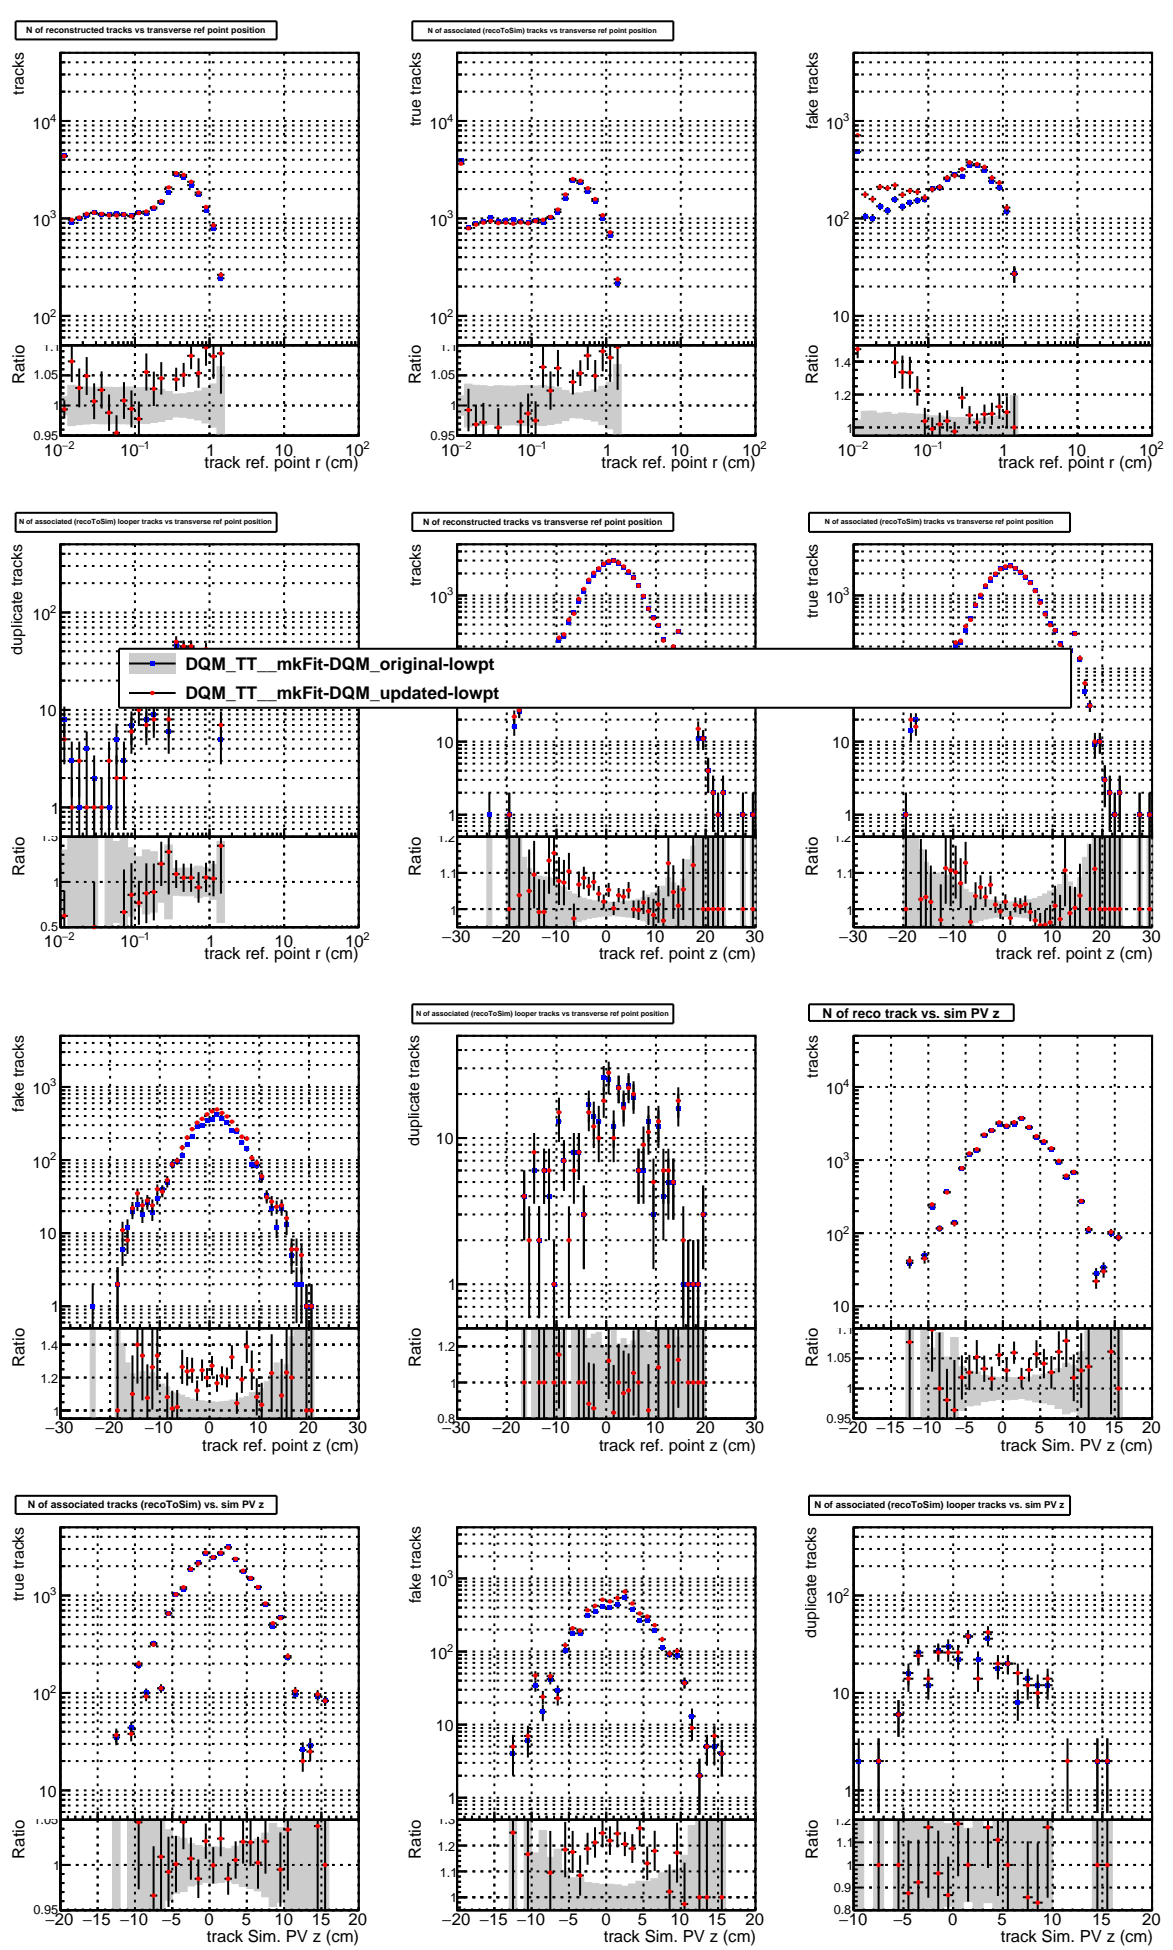 N of reconstructed tracks vs transverse ref point position
tracks
10⁴
10³
10²
Ratio
1.1
1.05
1
0.95
10⁻² 10⁻¹ 1 10 10²
track ref. point r (cm)
N of associated (recoToSim) tracks vs transverse ref point position
true tracks
10⁴
10³
10²
Ratio
1.1
1.05
1
0.95
10⁻² 10⁻¹ 1 10 10²
track ref. point r (cm)
fake tracks
10³
10²
10
Ratio
1.4
1.2
1
10⁻² 10⁻¹ 1 10 10²
track ref. point r (cm)
N of associated (recoToSim) looper tracks vs transverse ref point position
duplicate tracks
10²
10
1
Ratio
1.5
1
0.5
10⁻² 10⁻¹ 1 10 10²
track ref. point r (cm)
N of reconstructed tracks vs transverse ref point position
tracks
10³
10
1
Ratio
1.2
1.1
1
−30 −20 −10 0 10 20 30
track ref. point z (cm)
N of associated (recoToSim) tracks vs transverse ref point position
true tracks
10³
10
1
Ratio
1.2
1.1
1
−30 −20 −10 0 10 20 30
track ref. point z (cm)
DQM_TT__mkFit-DQM_original-lowpt
DQM_TT__mkFit-DQM_updated-lowpt
fake tracks
10³
10²
10
1
Ratio
1.4
1.2
1
−30 −20 −10 0 10 20 30
track ref. point z (cm)
N of associated (recoToSim) looper tracks vs transverse ref point position
duplicate tracks
10
1
Ratio
1.2
1
0.8
−30 −20 −10 0 10 20 30
track ref. point z (cm)
N of reco track vs. sim PV z
tracks
10⁴
10³
10²
10
Ratio
1.1
1.05
1
0.95
−20 −15 −10 −5 0 5 10 15 20
track Sim. PV z (cm)
N of associated tracks (recoToSim) vs. sim PV z
true tracks
10³
10²
10
Ratio
1.05
1
0.95
−20 −15 −10 −5 0 5 10 15 20
track Sim. PV z (cm)
fake tracks
10³
10²
10
1
Ratio
1.3
1.2
1.1
1
−20 −15 −10 −5 0 5 10 15 20
track Sim. PV z (cm)
N of associated (recoToSim) looper tracks vs. sim PV z
duplicate tracks
10²
10
1
Ratio
1.2
1.1
1
0.9
0.8
−10 −5 0 5 10 15 20
track Sim. PV z (cm)